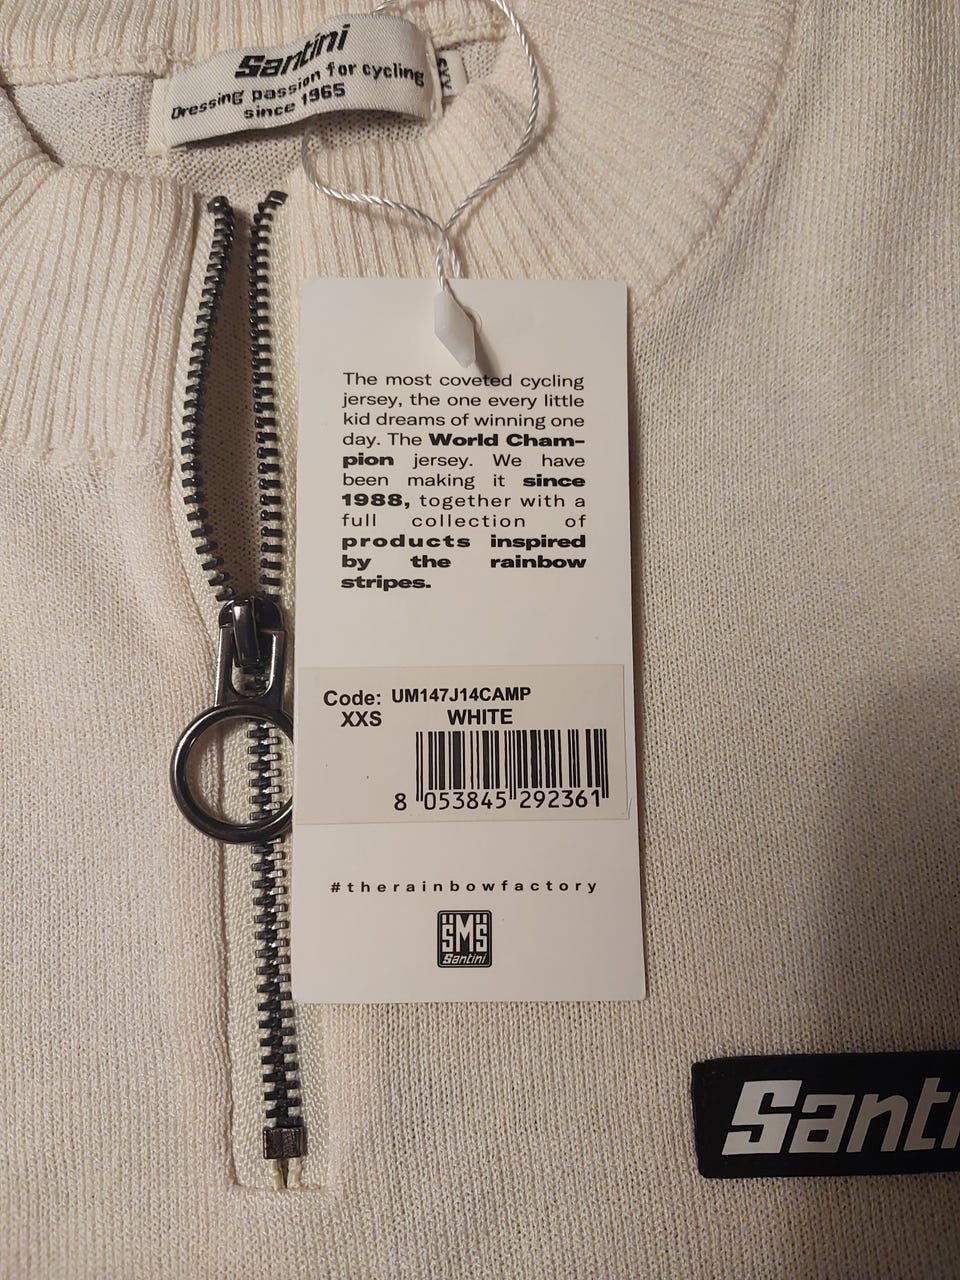 Santini
Dressing passion for cycling
since 1965
XXS
The most coveted cycling
jersey, the one every little
kid dreams of winning one
day. The World Cham-
pion jersey. We have
been making it since
1988, together with a
full collection of
products inspired
by the rainbow
stripes.
Code: UM147J14CAMP
XXS WHITE
8 053845 292361
#therainbowfactory
SMS
Santini
Santi